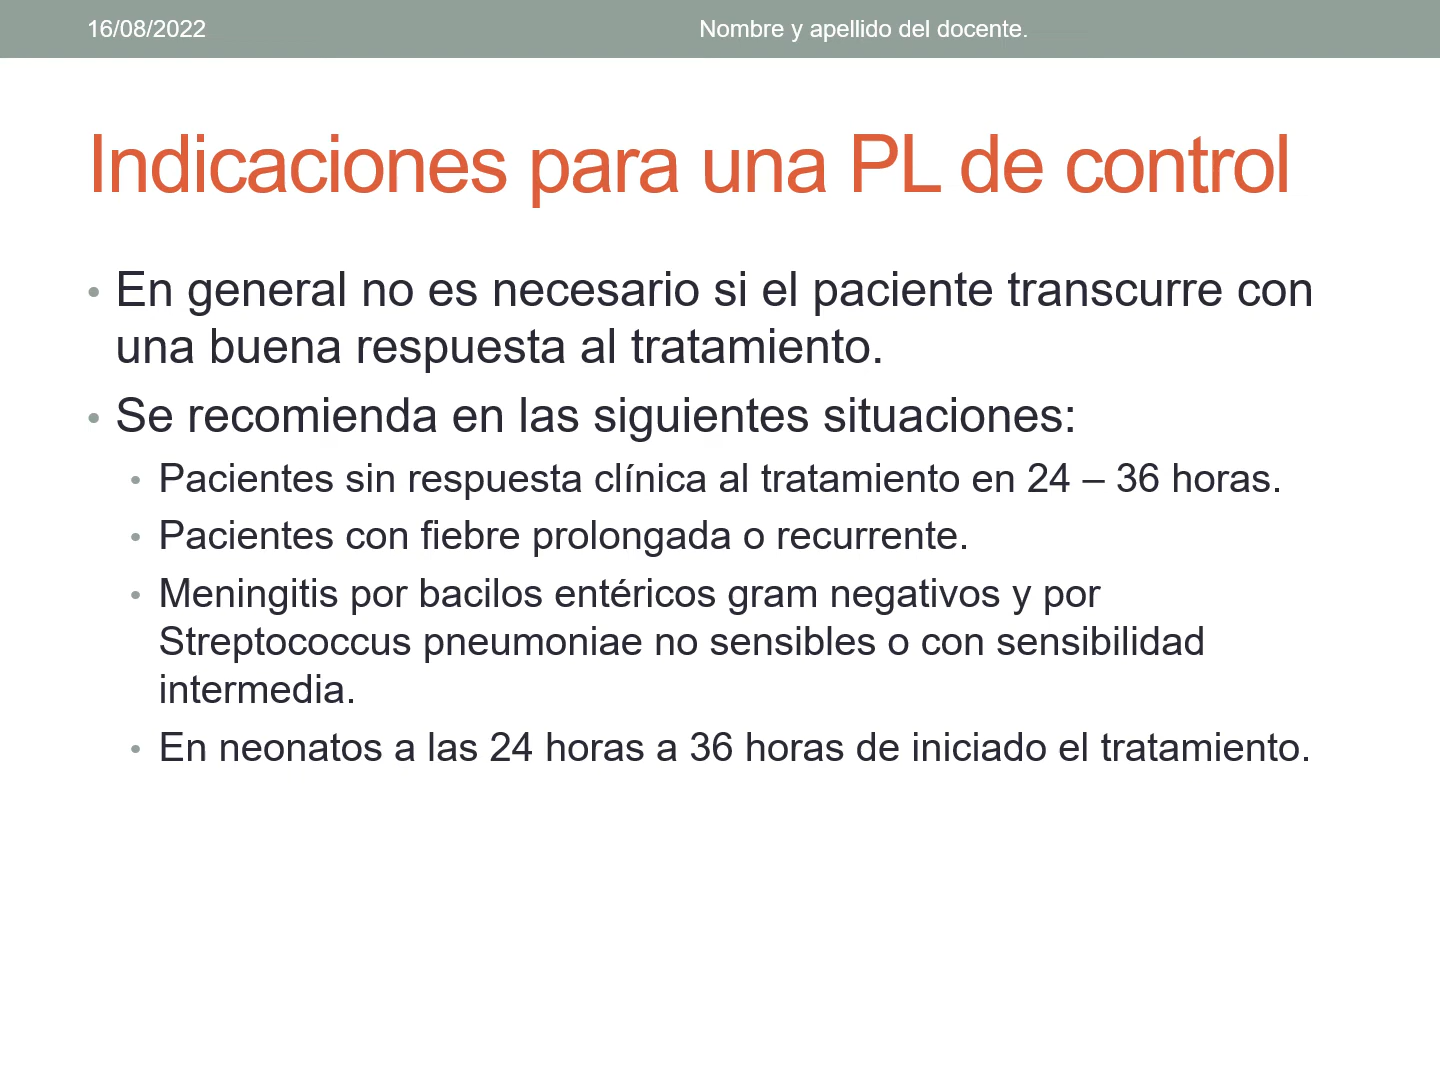 16/08/2022
Nombre y apellido del docente.
Indicaciones para una PL de control
• En general no es necesario si el paciente transcurre con
una buena respuesta al tratamiento.
• Se recomienda en las siguientes situaciones:
• Pacientes sin respuesta clínica al tratamiento en 24 – 36 horas.
• Pacientes con fiebre prolongada o recurrente.
• Meningitis por bacilos entéricos gram negativos y por
Streptococcus pneumoniae no sensibles o con sensibilidad
intermedia.
• En neonatos a las 24 horas a 36 horas de iniciado el tratamiento.